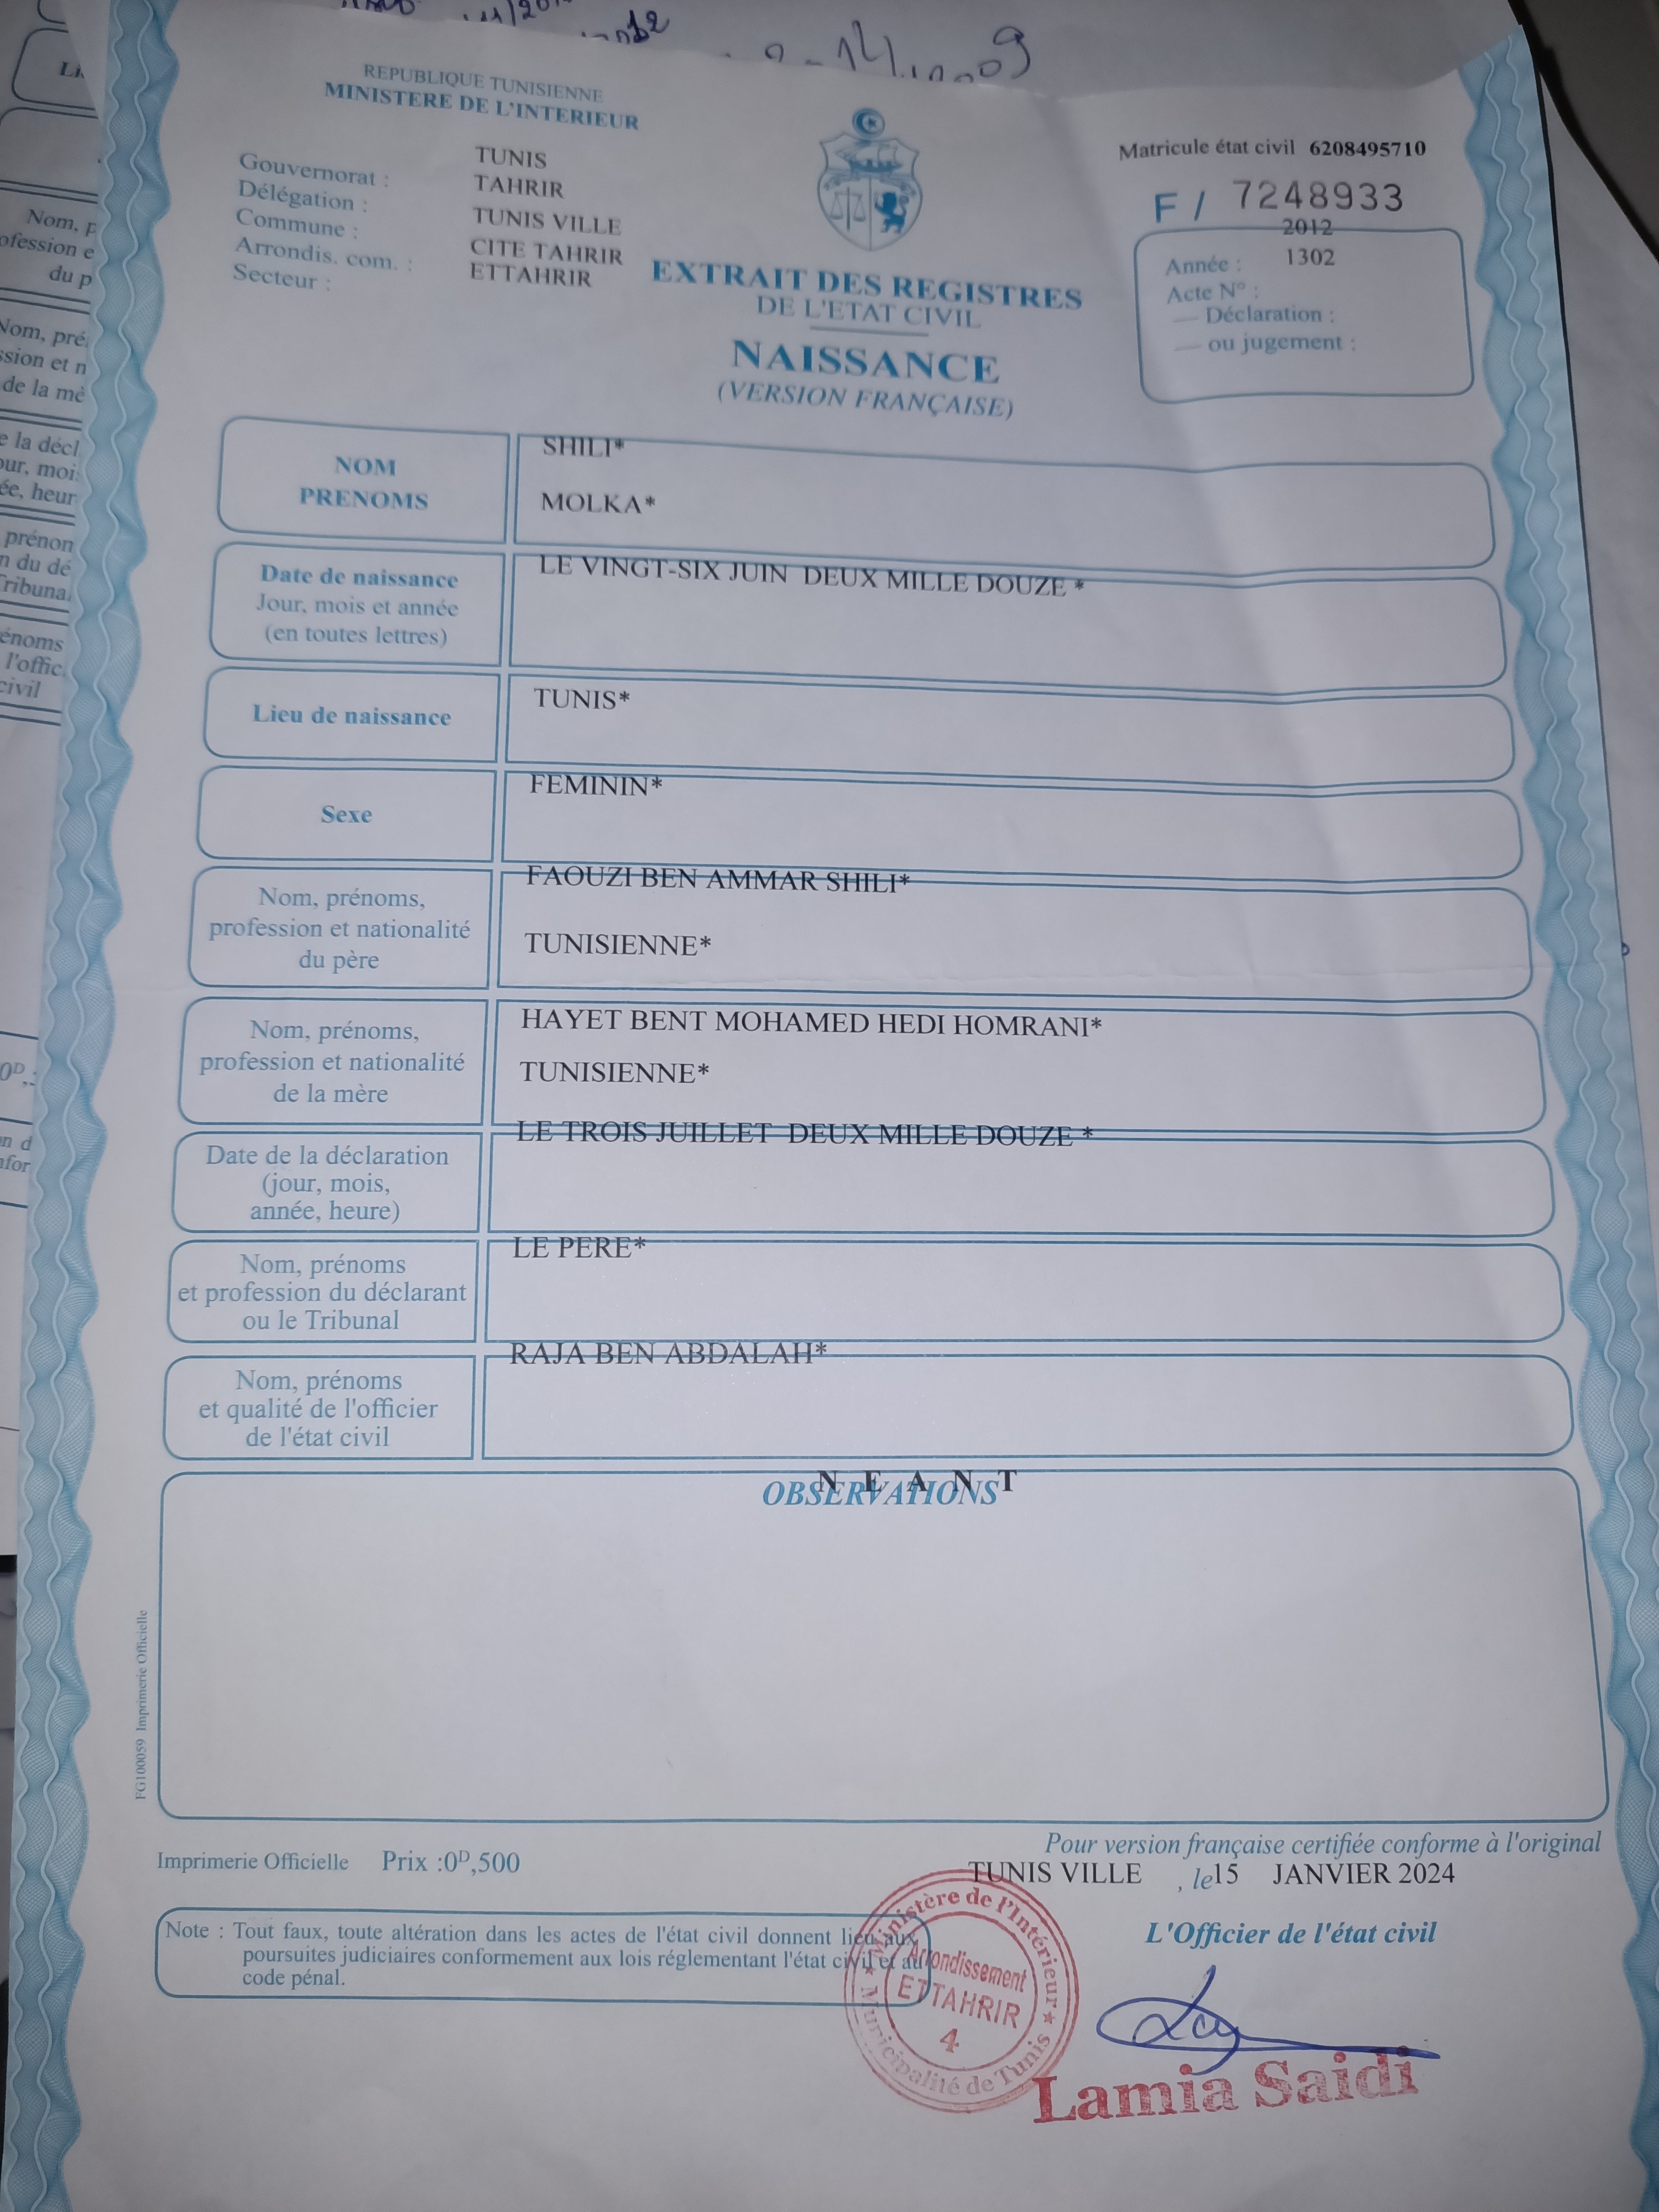 REPUBLIQUE TUNISIENNE
MINISTERE DE L'INTERIEUR
Gouvernorat : TUNIS
Délégation : TAHRIR
Commune : TUNIS VILLE
Arrondis. com. : CITE TAHRIR
Secteur : ETTAHRIR
Matricule état civil 6208495710
F / 7248933
2012
Année : 1302
Acte N° :
— Déclaration :
— ou jugement :
EXTRAIT DES REGISTRES
DE L'ETAT CIVIL
NAISSANCE
(VERSION FRANÇAISE)
NOM SHILI*
PRENOMS MOLKA*
Date de naissance LE VINGT-SIX JUIN DEUX MILLE DOUZE *
Jour, mois et année
(en toutes lettres)
Lieu de naissance TUNIS*
Sexe FEMININ*
Nom, prénoms, FAOUZI BEN AMMAR SHILI*
profession et nationalité TUNISIENNE*
du père
Nom, prénoms, HAYET BENT MOHAMED HEDI HOMRANI*
profession et nationalité TUNISIENNE*
de la mère
Date de la déclaration LE TROIS JUILLET DEUX MILLE DOUZE *
(jour, mois,
année, heure)
Nom, prénoms LE PERE*
et profession du déclarant
ou le Tribunal
Nom, prénoms RAJA BEN ABDALAH*
et qualité de l'officier
de l'état civil
OBSERVATIONS
N E A N T
FG100059 Imprimerie Officielle
Imprimerie Officielle Prix :0D,500
Pour version française certifiée conforme à l'original
TUNIS VILLE , le 15 JANVIER 2024
L'Officier de l'état civil
Note : Tout faux, toute altération dans les actes de l'état civil donnent lieu aux
poursuites judiciaires conformement aux lois réglementant l'état civil et au
code pénal.
Ministère de l'Intérieur
Arrondissement
ETTAHRIR
4
Municipalité de Tunis
Lamia Saidi